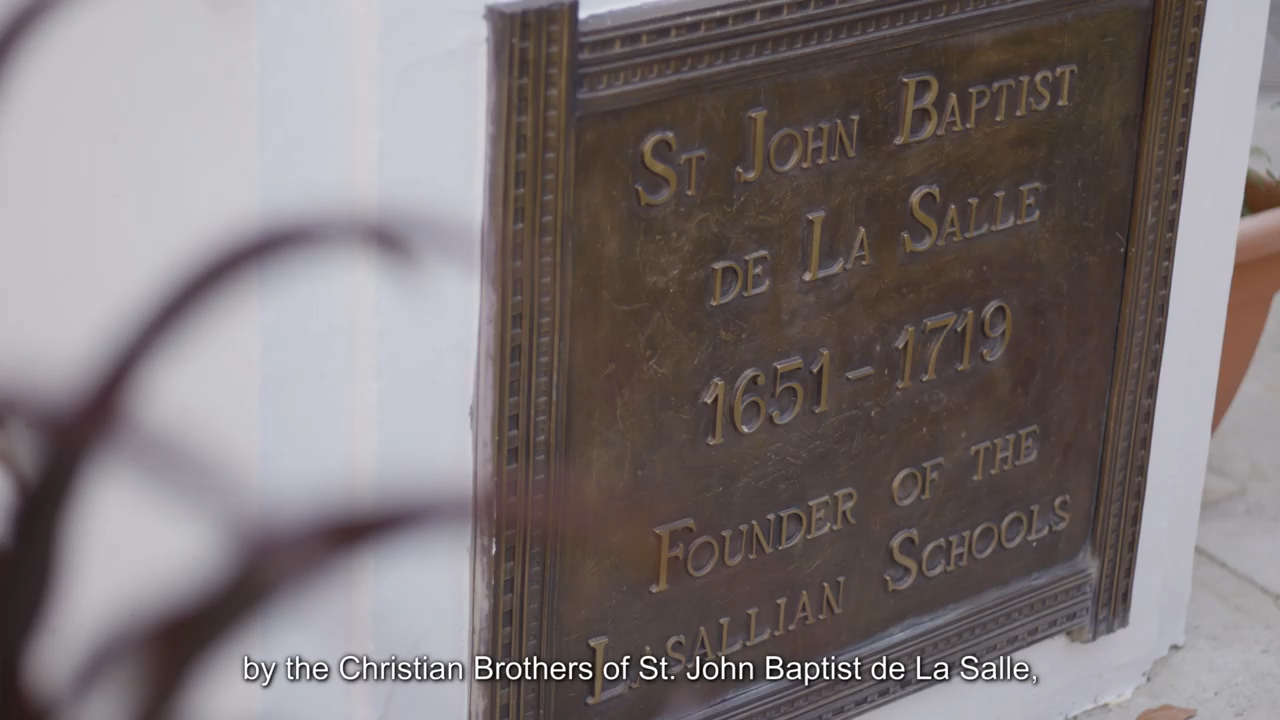 St John Baptist
de La Salle
1651 - 1719
Founder of the
Lasallian Schools
by the Christian Brothers of St. John Baptist de La Salle,